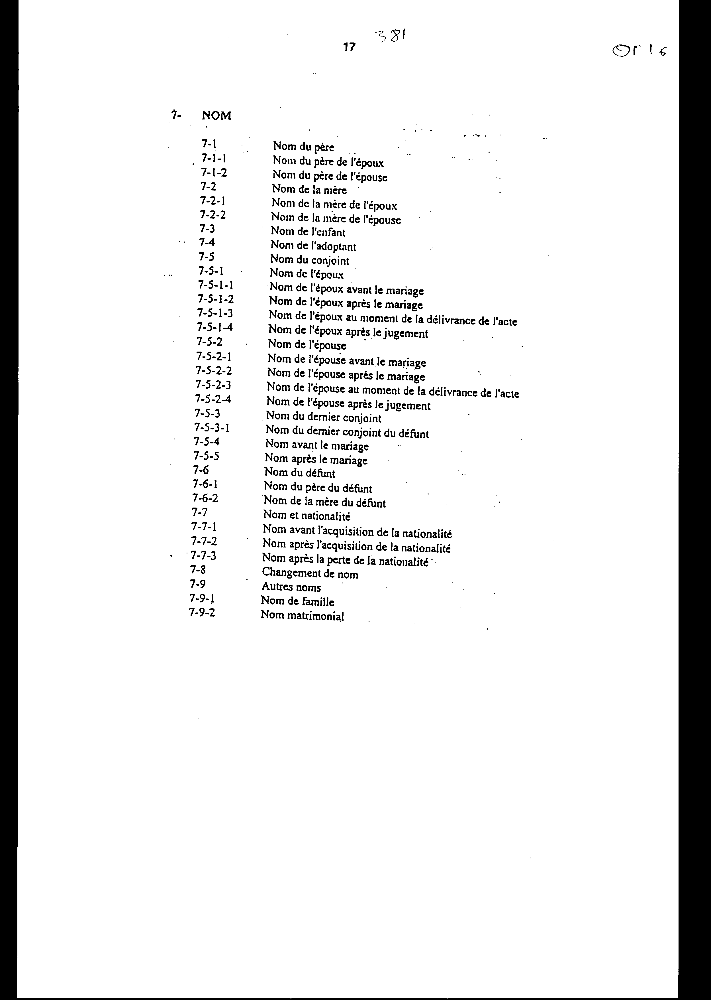 381
17
7- NOM
7-1 Nom du père
7-1-1 Nom du père de l'époux
7-1-2 Nom du père de l'épouse
7-2 Nom de la mère
7-2-1 Nom de la mère de l'époux
7-2-2 Nom de la mère de l'épouse
7-3 Nom de l'enfant
7-4 Nom de l'adoptant
7-5 Nom du conjoint
7-5-1 Nom de l'époux
7-5-1-1 Nom de l'époux avant le mariage
7-5-1-2 Nom de l'époux après le mariage
7-5-1-3 Nom de l'époux au moment de la délivrance de l'acte
7-5-1-4 Nom de l'époux après le jugement
7-5-2 Nom de l'épouse
7-5-2-1 Nom de l'épouse avant le mariage
7-5-2-2 Nom de l'épouse après le mariage
7-5-2-3 Nom de l'épouse au moment de la délivrance de l'acte
7-5-2-4 Nom de l'épouse après le jugement
7-5-3 Nom du dernier conjoint
7-5-3-1 Nom du dernier conjoint du défunt
7-5-4 Nom avant le mariage
7-5-5 Nom après le mariage
7-6 Nom du défunt
7-6-1 Nom du père du défunt
7-6-2 Nom de la mère du défunt
7-7 Nom et nationalité
7-7-1 Nom avant l'acquisition de la nationalité
7-7-2 Nom après l'acquisition de la nationalité
7-7-3 Nom après la perte de la nationalité
7-8 Changement de nom
7-9 Autres noms
7-9-1 Nom de famille
7-9-2 Nom matrimonial